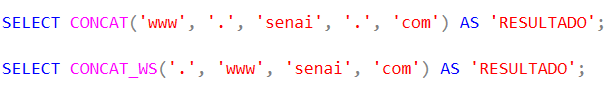 SELECT CONCAT('www', '.', 'senai', '.', 'com') AS 'RESULTADO';
SELECT CONCAT_WS('.', 'www', 'senai', 'com') AS 'RESULTADO';